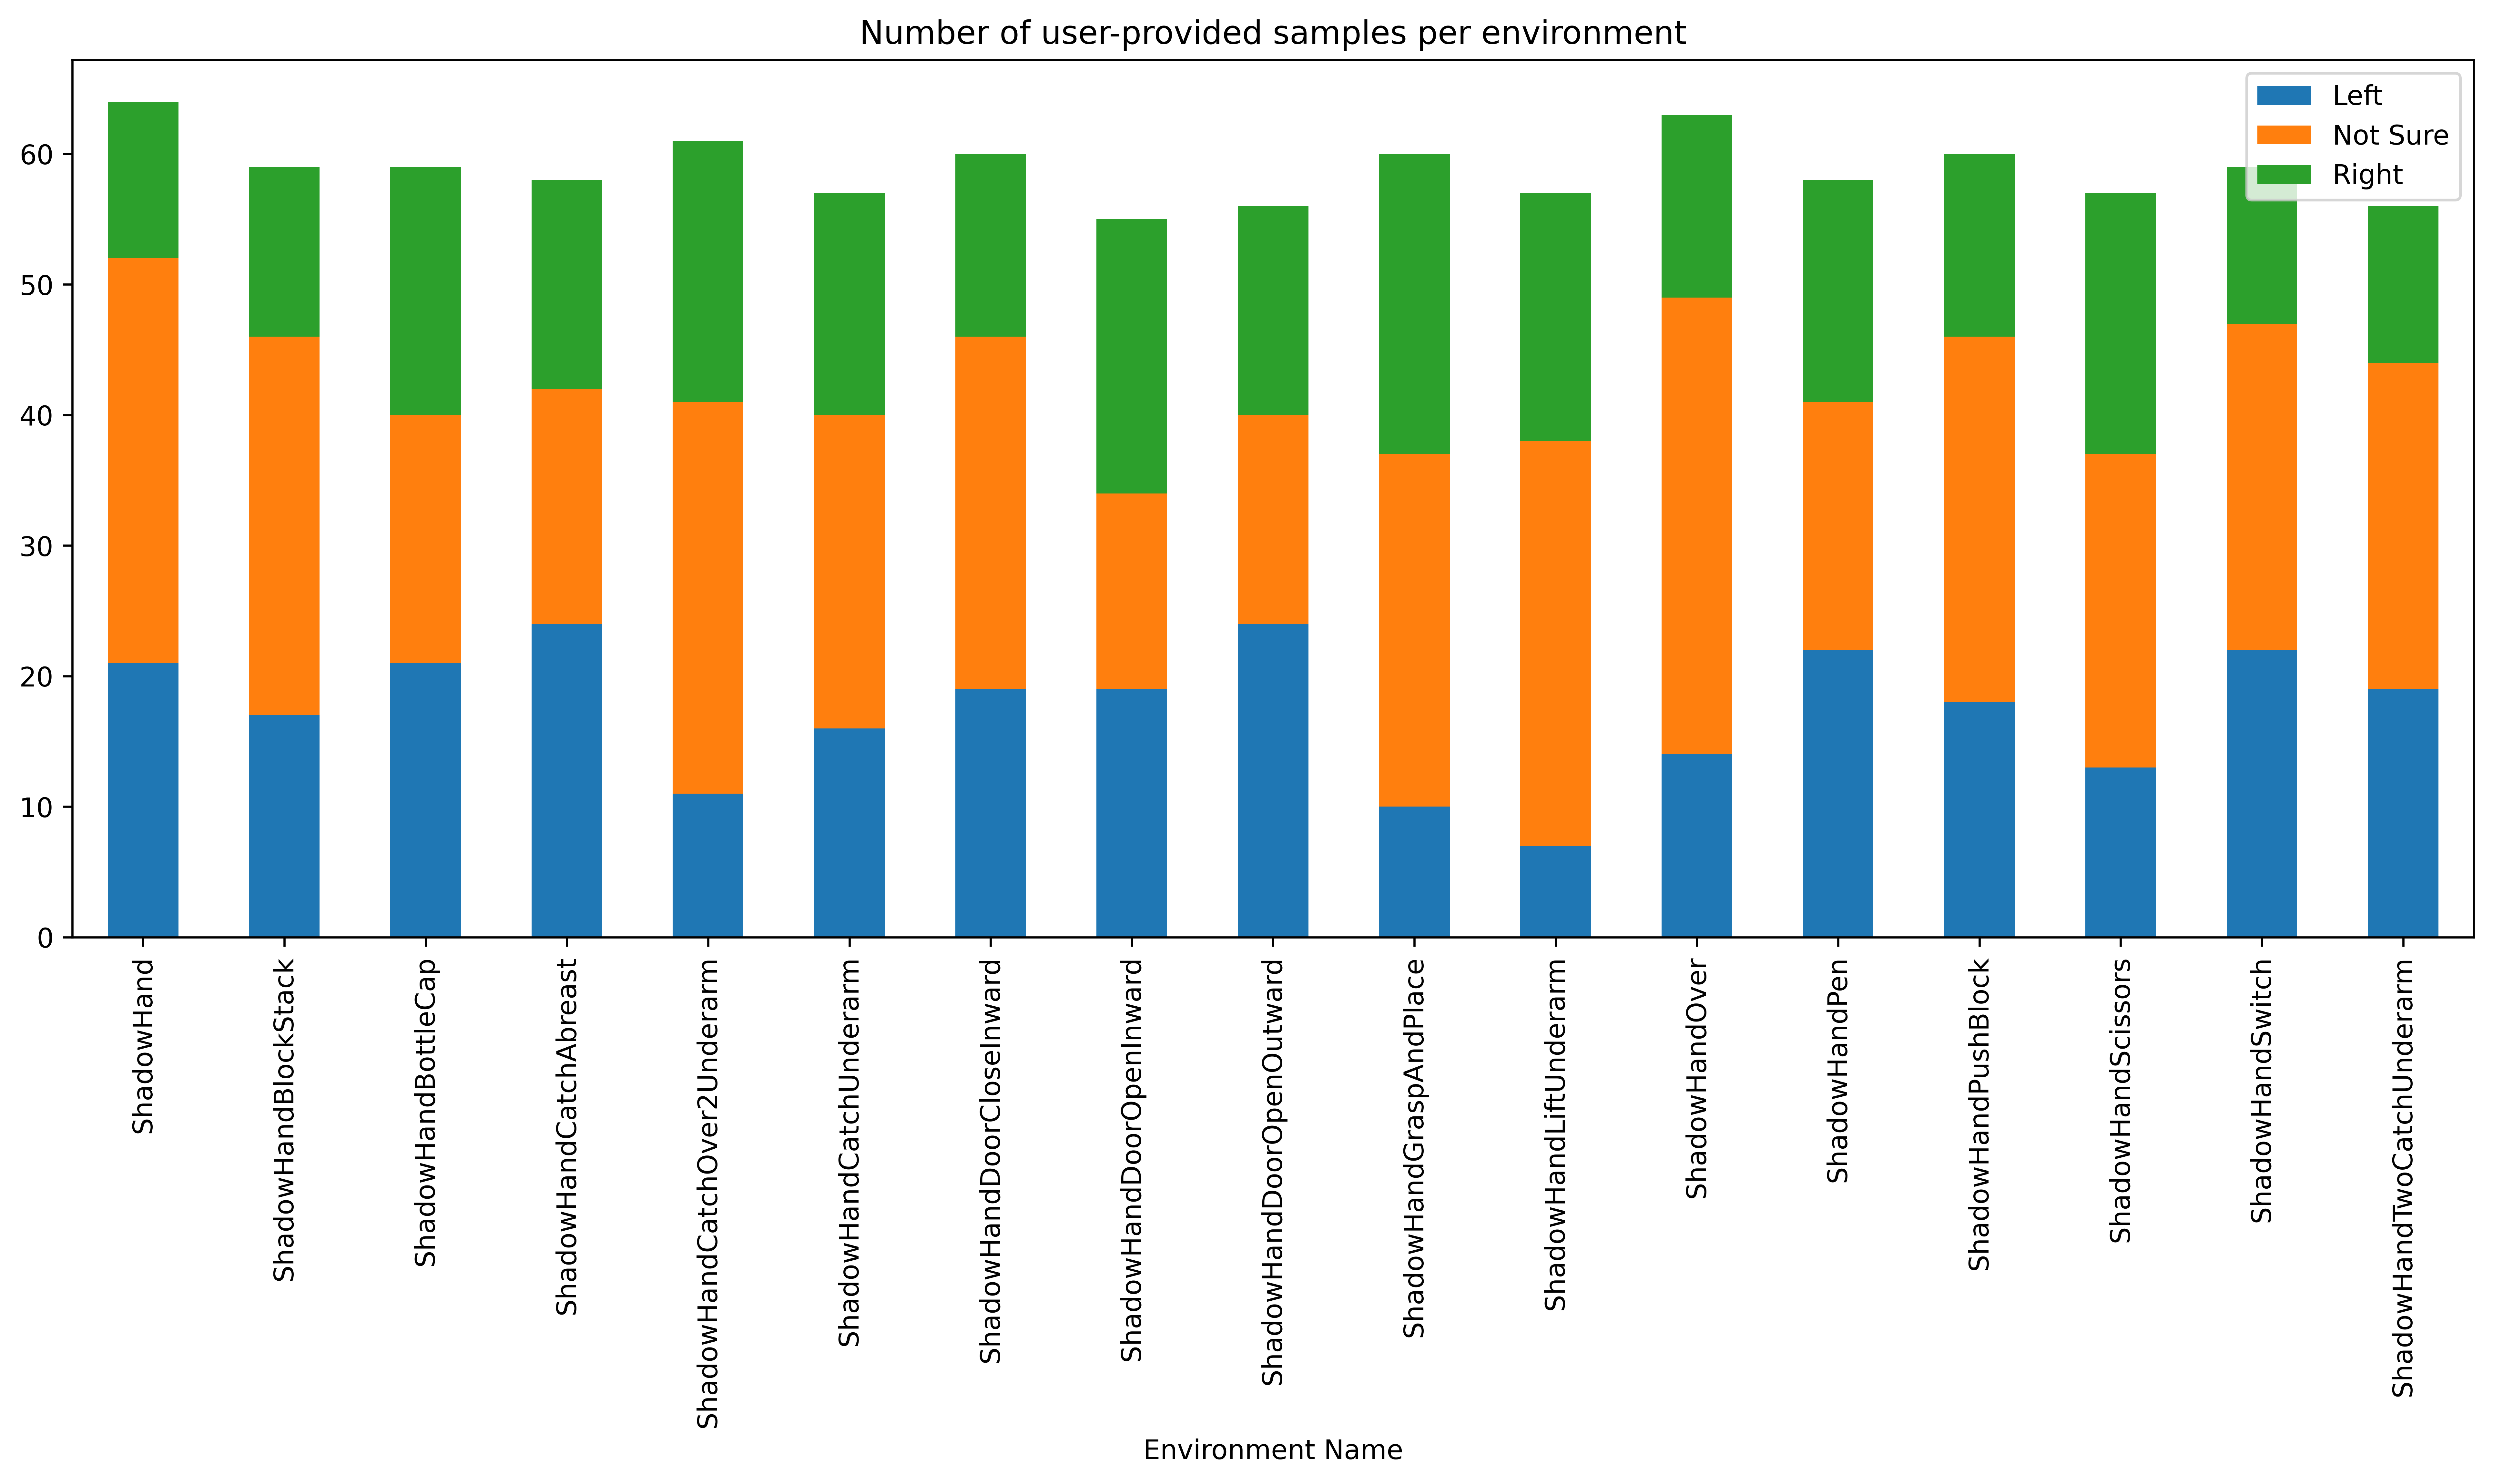 Number of user-provided samples per environment
Left
Not Sure
Right
60
50
40
30
20
10
0
ShadowHand
ShadowHandBlockStack
ShadowHandBottleCap
ShadowHandCatchAbreast
ShadowHandCatchOver2Underarm
ShadowHandCatchUnderarm
ShadowHandDoorCloseInward
ShadowHandDoorOpenInward
ShadowHandDoorOpenOutward
ShadowHandGraspAndPlace
ShadowHandLiftUnderarm
ShadowHandOver
ShadowHandPen
ShadowHandPushBlock
ShadowHandScissors
ShadowHandSwitch
ShadowHandTwoCatchUnderarm
Environment Name